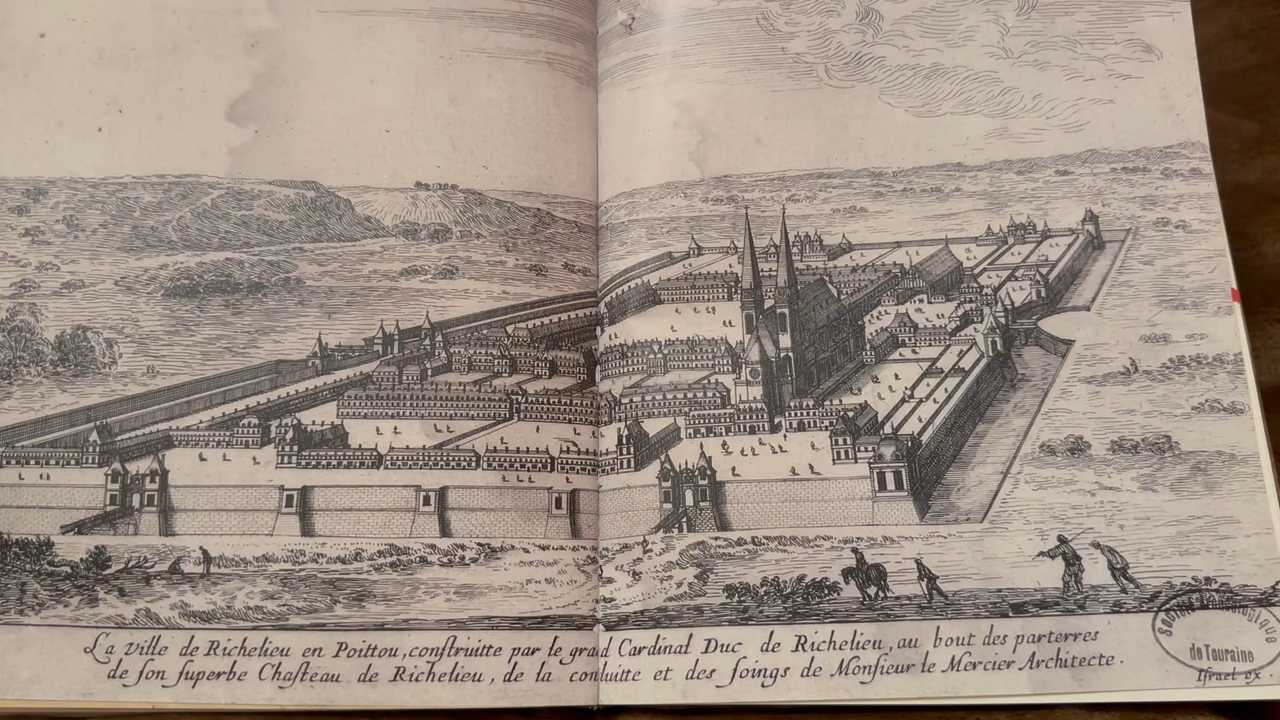 La ville de Richelieu en Poittou, conſtruitte par le grand Cardinal Duc de Richelieu, au bout des parterres
de ſon ſuperbe Chaſteau de Richelieu, de la conduitte et des ſoings de Monſieur le Mercier Architecte.
Société Archéologique
de Touraine
Iſrael ex.